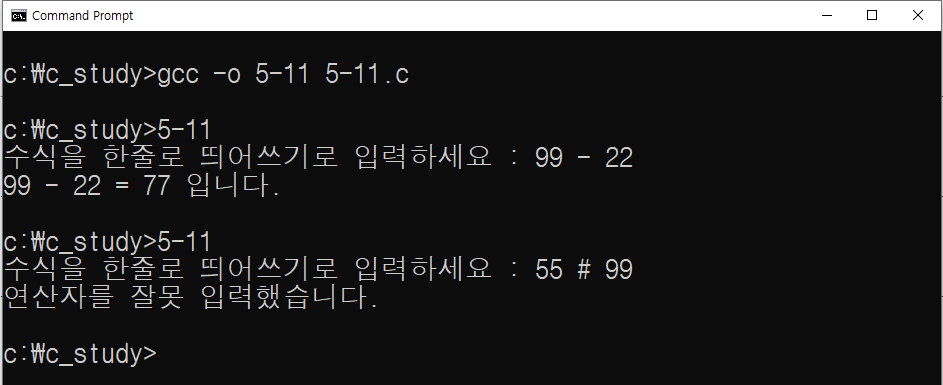 Command Prompt
c:₩c_study>gcc -o 5-11 5-11.c
c:₩c_study>5-11
수식을 한줄로 띄어쓰기로 입력하세요 : 99 - 22
99 - 22 = 77 입니다.
c:₩c_study>5-11
수식을 한줄로 띄어쓰기로 입력하세요 : 55 # 99
연산자를 잘못 입력했습니다.
c:₩c_study>